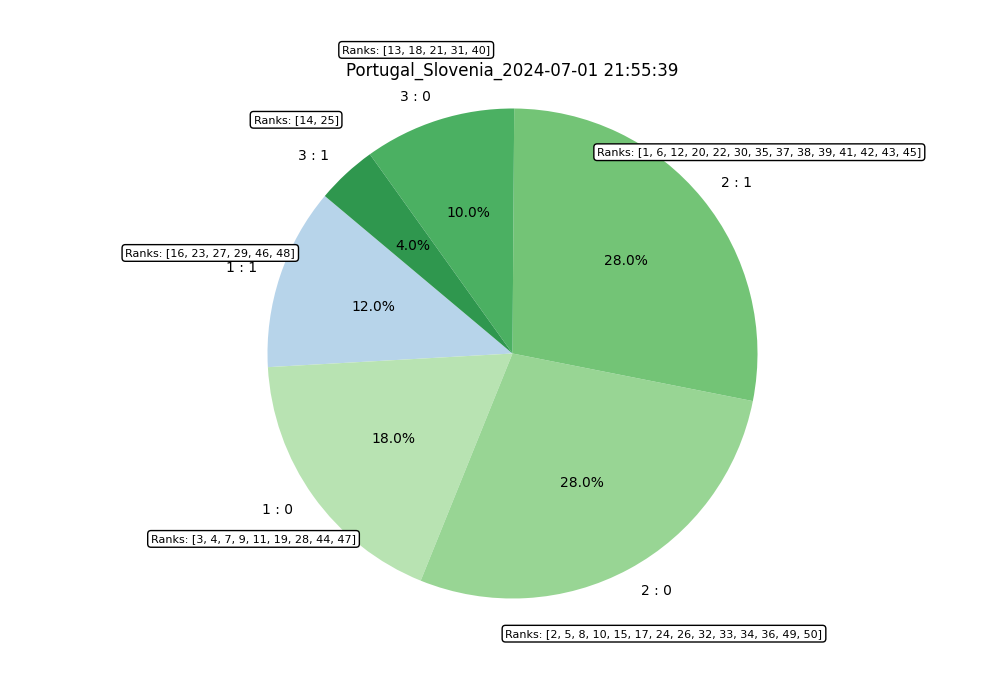 Ranks: [13, 18, 21, 31, 40]
Portugal_Slovenia_2024-07-01 21:55:39
3 : 0
Ranks: [14, 25]
3 : 1
Ranks: [1, 6, 12, 20, 22, 30, 35, 37, 38, 39, 41, 42, 43, 45]
2 : 1
10.0%
4.0%
28.0%
Ranks: [16, 23, 27, 29, 46, 48]
1 : 1
12.0%
18.0%
28.0%
1 : 0
Ranks: [3, 4, 7, 9, 11, 19, 28, 44, 47]
2 : 0
Ranks: [2, 5, 8, 10, 15, 17, 24, 26, 32, 33, 34, 36, 49, 50]